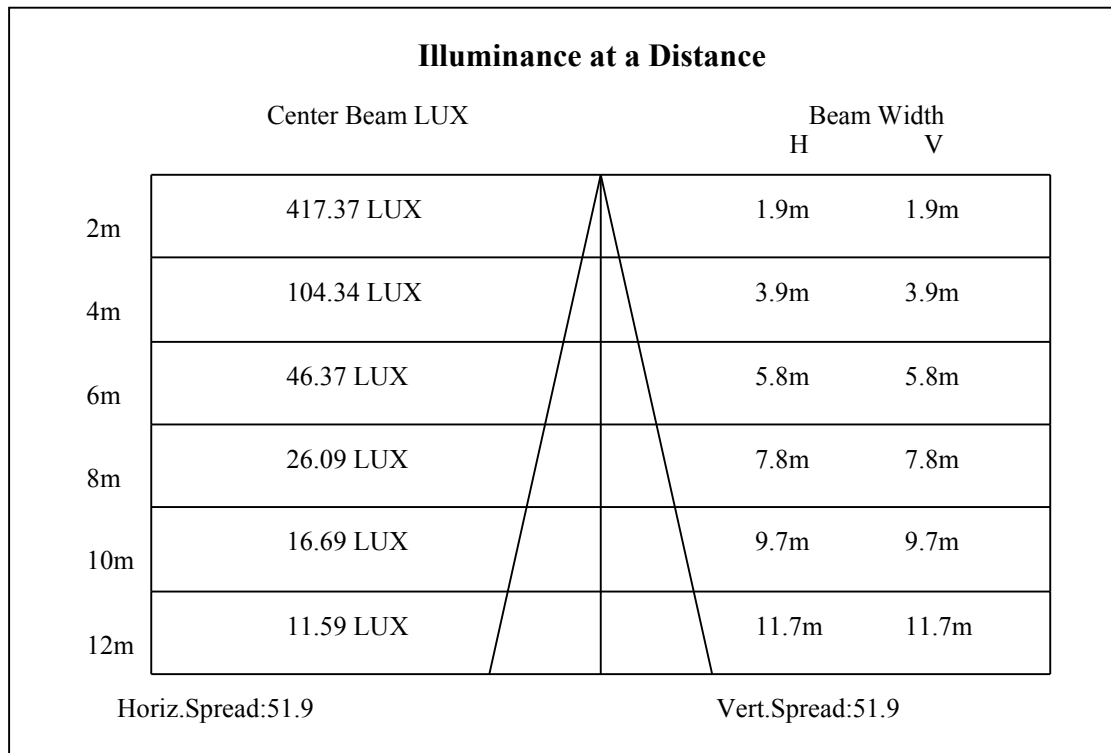 Illuminance at a Distance
Center Beam LUX Beam Width
H V
2m 417.37 LUX 1.9m 1.9m
4m 104.34 LUX 3.9m 3.9m
6m 46.37 LUX 5.8m 5.8m
8m 26.09 LUX 7.8m 7.8m
10m 16.69 LUX 9.7m 9.7m
12m 11.59 LUX 11.7m 11.7m
Horiz.Spread:51.9 Vert.Spread:51.9